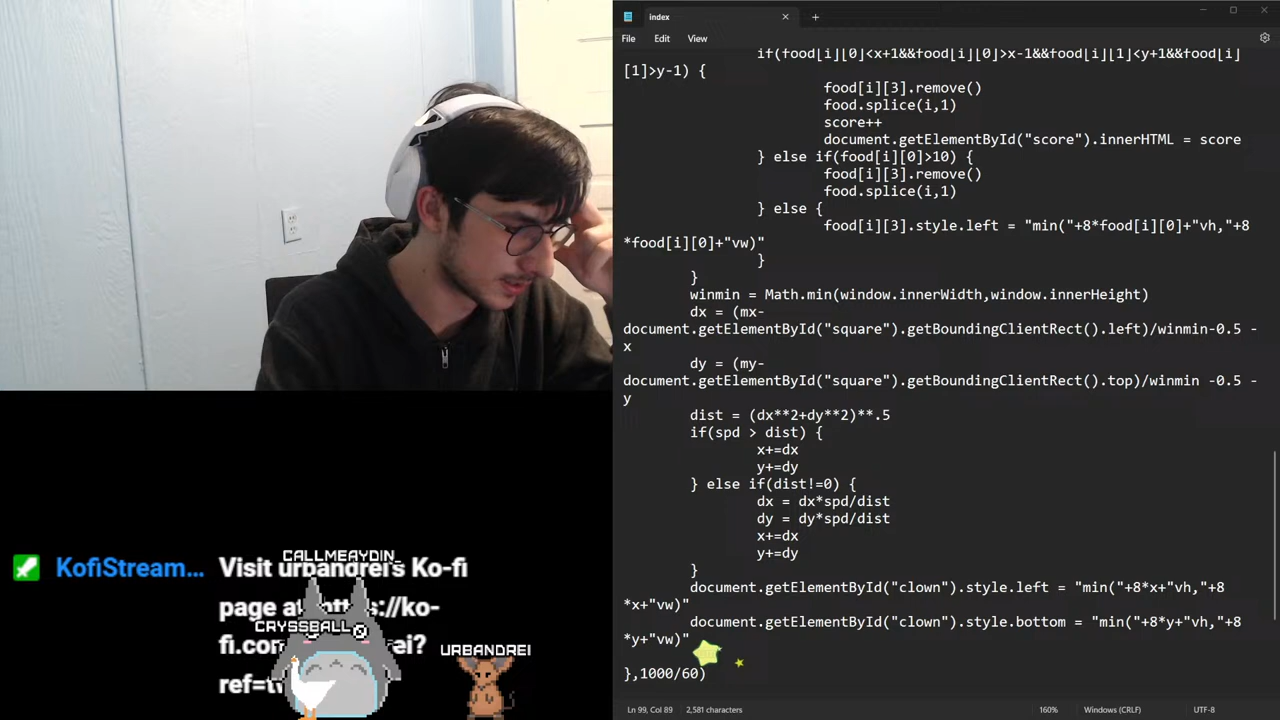 index
File Edit View
if(food[i][0]<x+1&&food[i][0]>x-1&&food[i][1]<y+1&&food[i]
[1]>y-1) {
food[i][3].remove()
food.splice(i,1)
score++
document.getElementById("score").innerHTML = score
} else if(food[i][0]>10) {
food[i][3].remove()
food.splice(i,1)
} else {
food[i][3].style.left = "min("+8*food[i][0]+"vh,"+8
*food[i][0]+"vw)"
}
}
winmin = Math.min(window.innerWidth,window.innerHeight)
dx = (mx-
document.getElementById("square").getBoundingClientRect().left)/winmin-0.5 -
x
dy = (my-
document.getElementById("square").getBoundingClientRect().top)/winmin -0.5 -
y
dist = (dx**2+dy**2)**.5
if(spd > dist) {
x+=dx
y+=dy
} else if(dist!=0) {
dx = dx*spd/dist
dy = dy*spd/dist
x+=dx
y+=dy
}
document.getElementById("clown").style.left = "min("+8*x+"vh,"+8
*x+"vw)"
document.getElementById("clown").style.bottom = "min("+8*y+"vh,"+8
*y+"vw)"
},1000/60)
Ln 99, Col 89 2,581 characters 160% Windows (CRLF) UTF-8
CALLMEAYDIN_
KofiStream... Visit urbandrei's Ko-fi
page
CRYSSBALL
URBANDREI